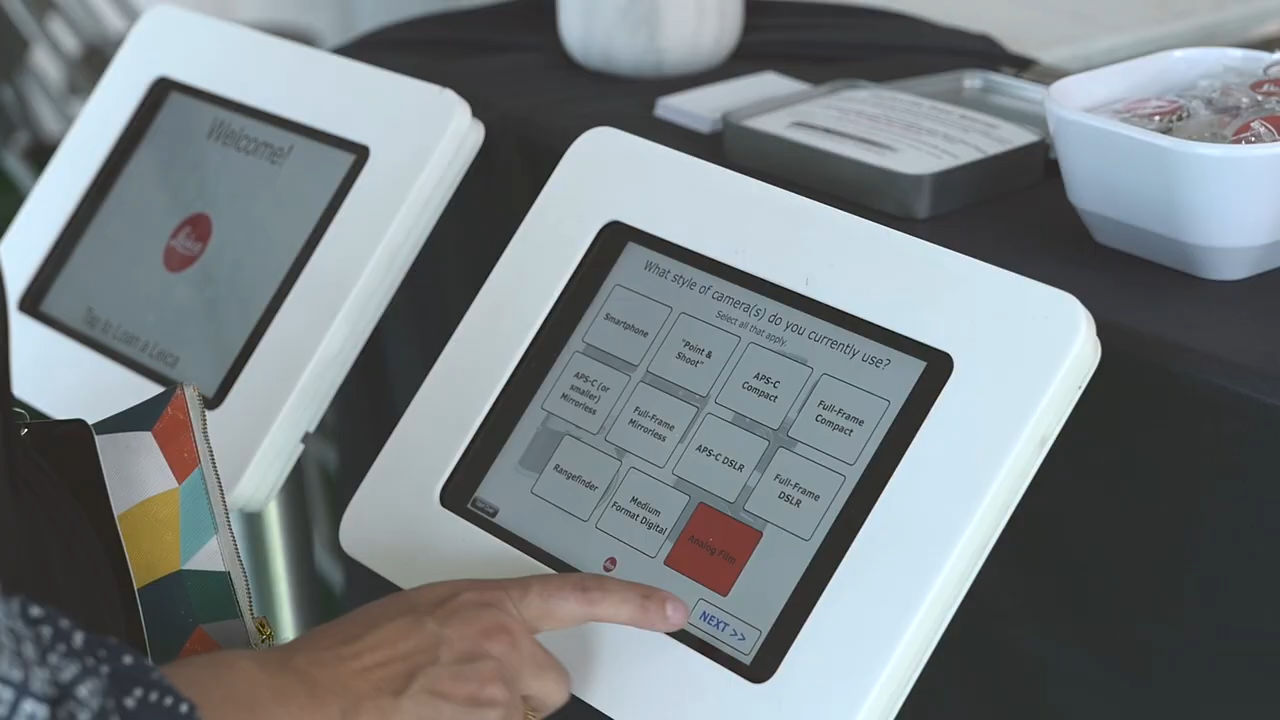 Welcome!
Leica
Tap to Loan a Leica
What style of camera(s) do you currently use?
Select all that apply.
Smartphone
"Point &
Shoot"
APS-C
Compact
Full-Frame
Compact
APS-C (or
smaller)
Mirrorless
Full-Frame
Mirrorless
APS-C DSLR
Full-Frame
DSLR
Rangefinder
Medium
Format Digital
Analog Film
NEXT >>